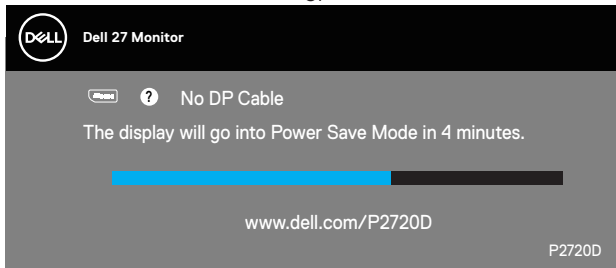 DELL
Dell 27 Monitor
? No DP Cable
The display will go into Power Save Mode in 4 minutes.
www.dell.com/P2720D
P2720D